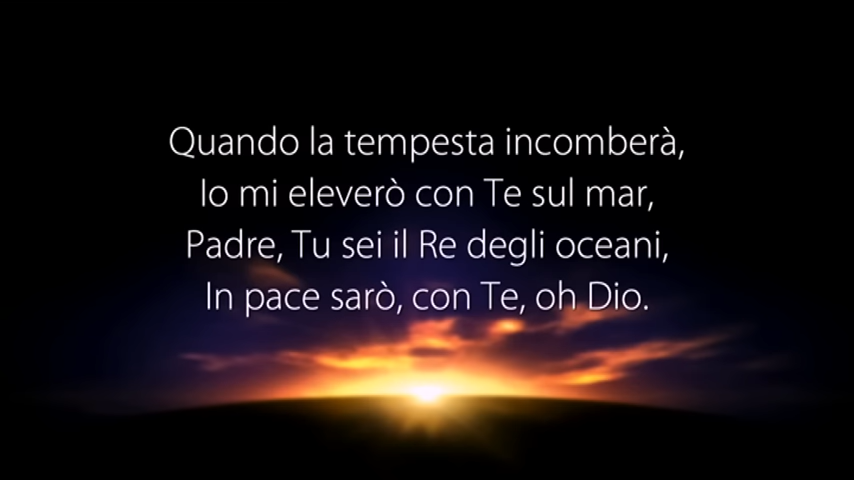 Quando la tempesta incomberà,
Io mi eleverò con Te sul mar,
Padre, Tu sei il Re degli oceani,
In pace sarò, con Te, oh Dio.